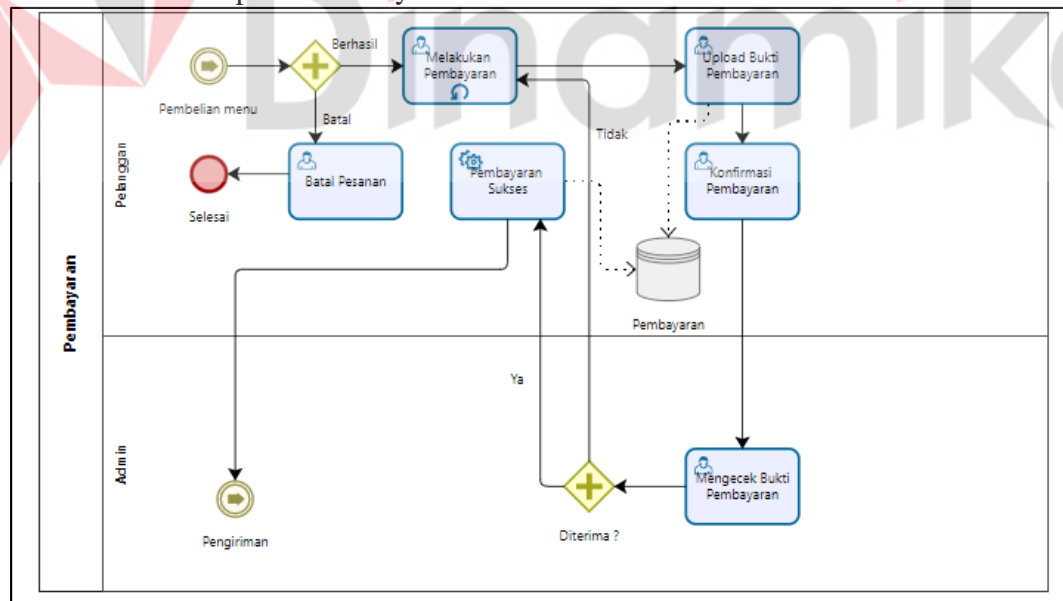 Pembayaran
Pelanggan
Admin
Pembelian menu
Berhasil
Batal
Melakukan
Pembayaran
Upload Bukti
Pembayaran
Tidak
Selesai
Batal Pesanan
Pembayaran
Sukses
Konfirmasi
Pembayaran
Pembayaran
Ya
Mengecek Bukti
Pembayaran
Diterima ?
Pengiriman